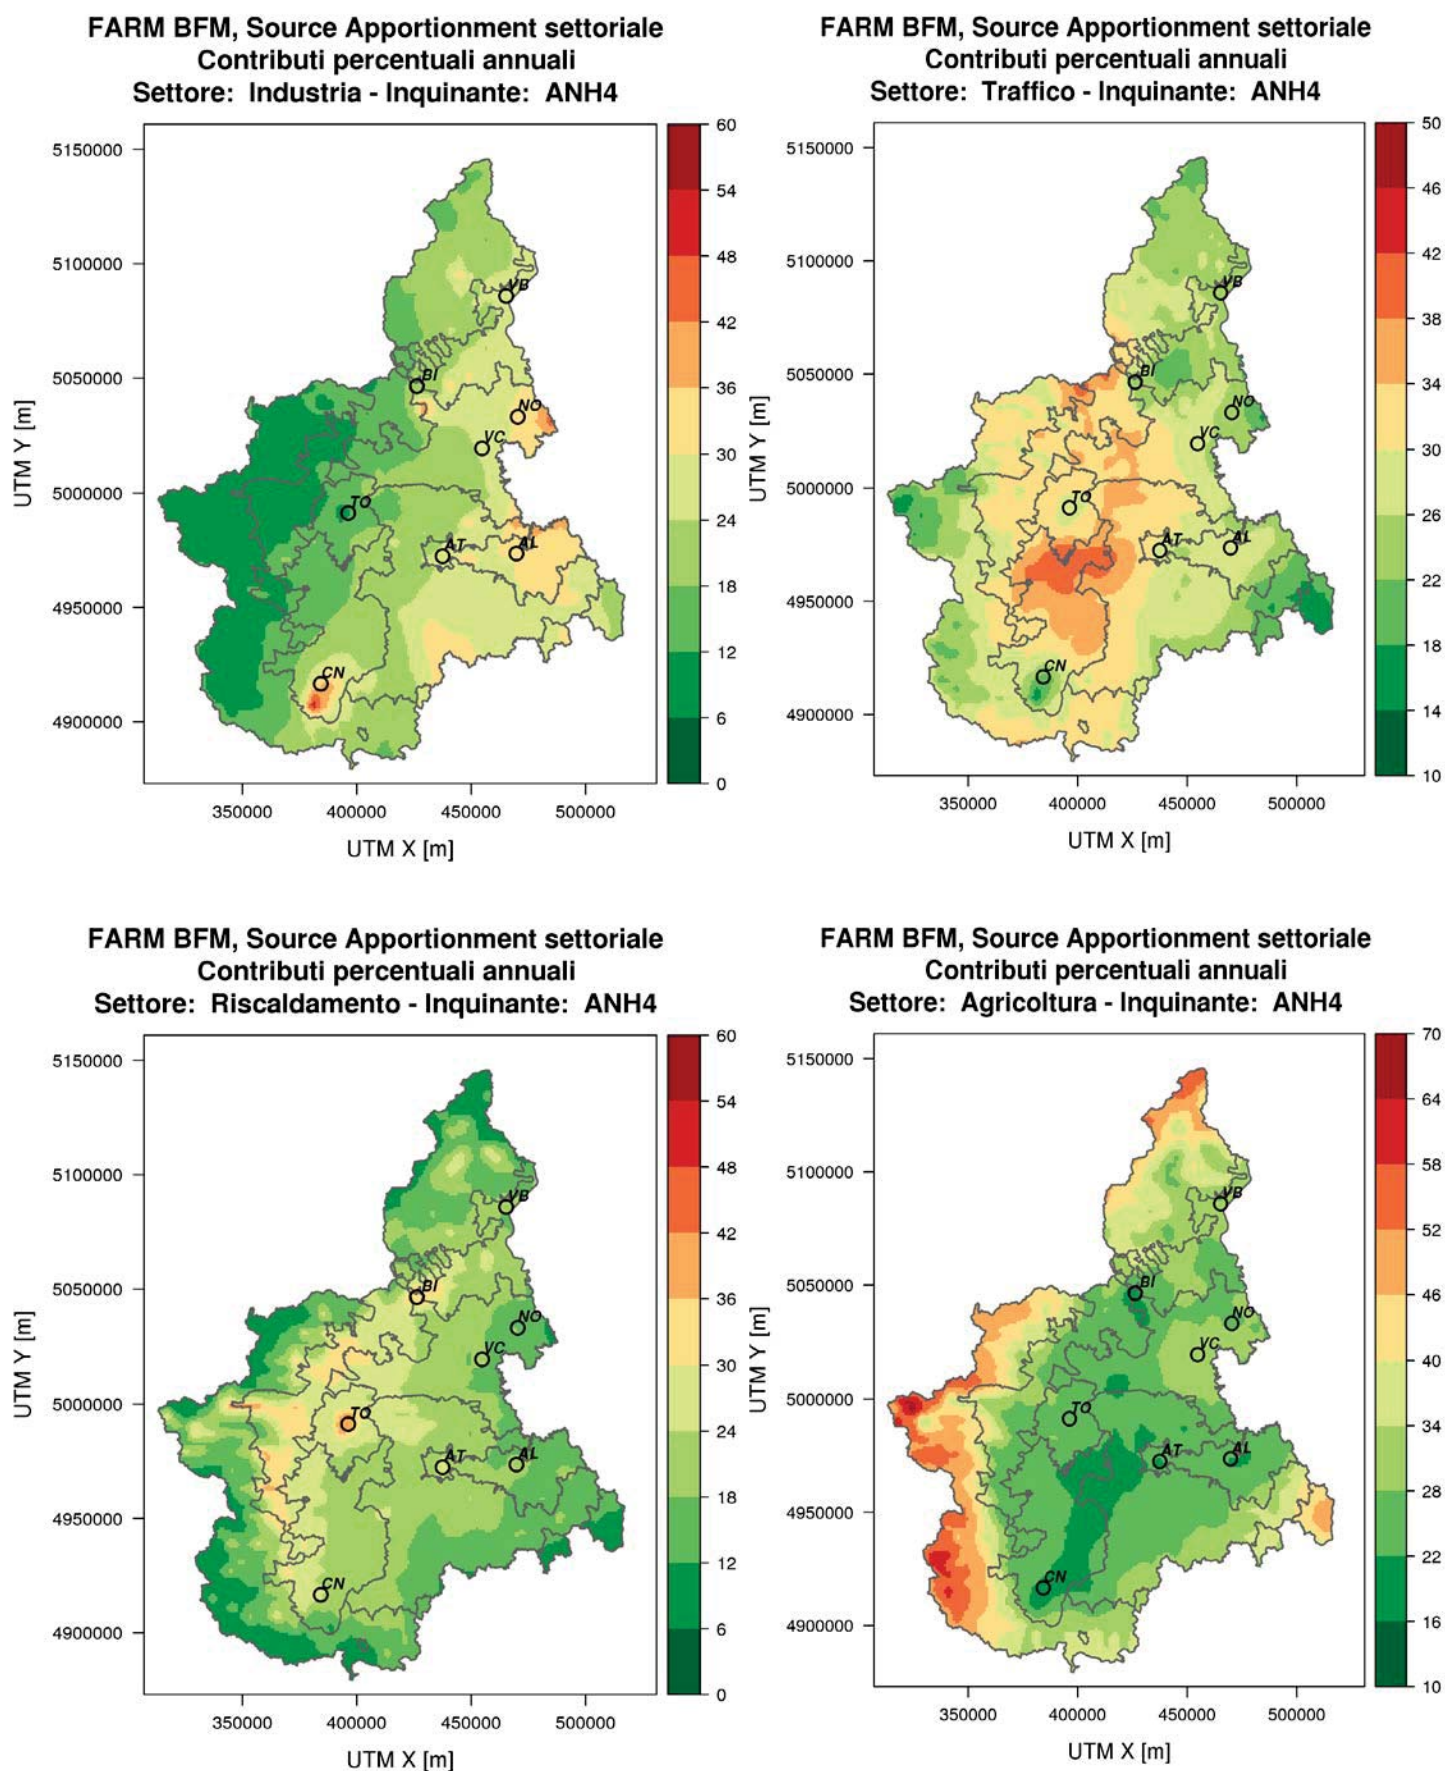 FARM BFM, Source Apportionment settoriale
Contributi percentuali annuali
Settore: Industria - Inquinante: ANH4
5150000
5100000
5050000
5000000
4950000
4900000
UTM Y [m]
350000 400000 450000 500000
UTM X [m]
VB
BI
NO
VC
TO
AT
AL
CN
60
54
48
42
36
30
24
18
12
6
0
FARM BFM, Source Apportionment settoriale
Contributi percentuali annuali
Settore: Traffico - Inquinante: ANH4
5150000
5100000
5050000
5000000
4950000
4900000
UTM Y [m]
350000 400000 450000 500000
UTM X [m]
VB
BI
NO
VC
TO
AT
AL
CN
50
46
42
38
34
30
26
22
18
14
10
FARM BFM, Source Apportionment settoriale
Contributi percentuali annuali
Settore: Riscaldamento - Inquinante: ANH4
5150000
5100000
5050000
5000000
4950000
4900000
UTM Y [m]
350000 400000 450000 500000
UTM X [m]
VB
BI
NO
VC
TO
AT
AL
CN
60
54
48
42
36
30
24
18
12
6
0
FARM BFM, Source Apportionment settoriale
Contributi percentuali annuali
Settore: Agricoltura - Inquinante: ANH4
5150000
5100000
5050000
5000000
4950000
4900000
UTM Y [m]
350000 400000 450000 500000
UTM X [m]
VB
BI
NO
VC
TO
AT
AL
CN
70
64
58
52
46
40
34
28
22
16
10